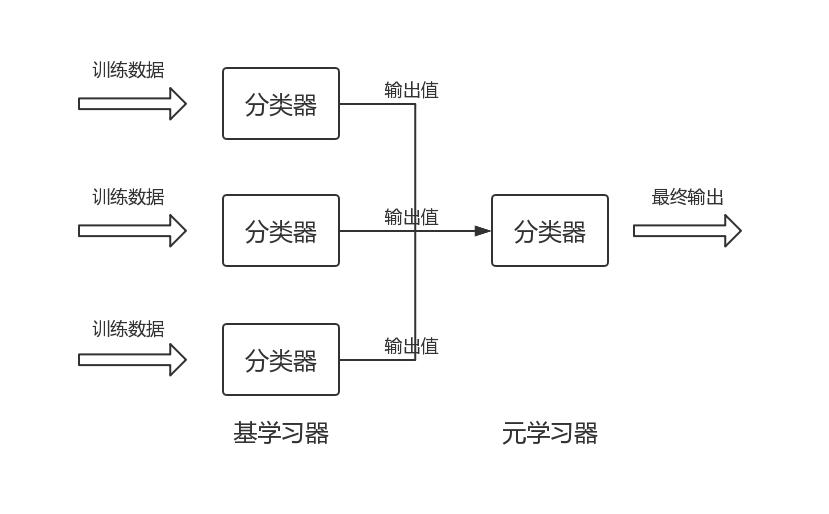 训练数据
分类器
输出值
训练数据
分类器
输出值
分类器
最终输出
训练数据
分类器
输出值
基学习器
元学习器